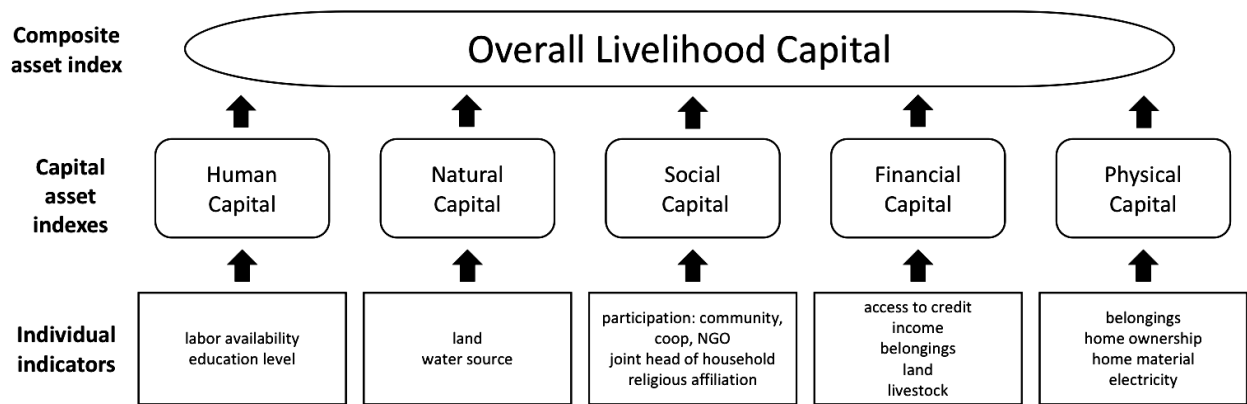 Composite
asset index
Overall Livelihood Capital
Capital
asset
indexes
Human
Capital
Natural
Capital
Social
Capital
Financial
Capital
Physical
Capital
Individual
indicators
labor availability
education level
land
water source
participation: community,
coop, NGO
joint head of household
religious affiliation
access to credit
income
belongings
land
livestock
belongings
home ownership
home material
electricity